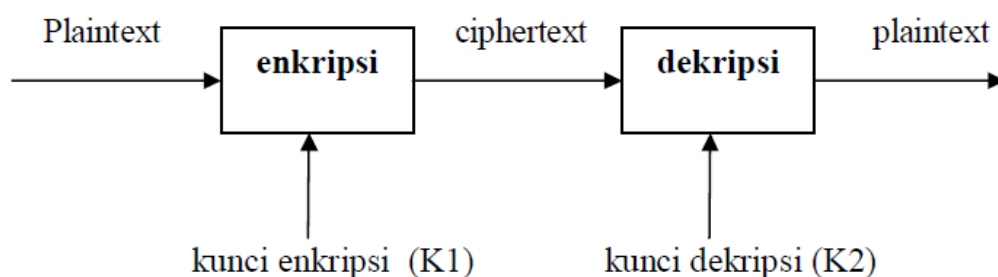 Plaintext
ciphertext
plaintext
enkripsi
dekripsi
kunci enkripsi (K1)
kunci dekripsi (K2)